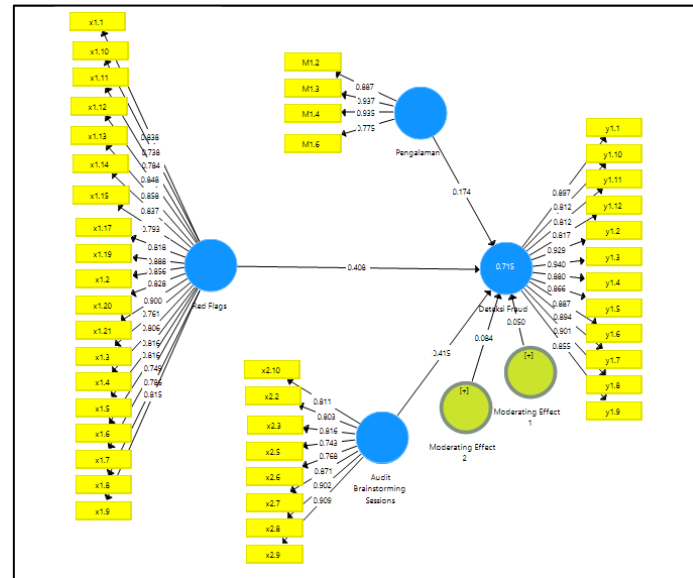 x1.1
x1.10
x1.11
x1.12
x1.13
x1.14
x1.15
x1.17
x1.19
x1.2
x1.20
x1.21
x1.3
x1.4
x1.5
x1.6
x1.7
x1.8
x1.9
0.838
0.738
0.784
0.848
0.858
0.837
0.793
0.818
0.888
0.856
0.828
0.900
0.761
0.806
0.816
0.816
0.749
0.786
0.815
Red Flags
0.408
M1.2
M1.3
M1.4
M1.6
0.887
0.937
0.935
0.775
Pengalaman
0.174
x2.10
x2.2
x2.3
x2.5
x2.6
x2.7
x2.8
x2.9
0.811
0.803
0.816
0.743
0.768
0.871
0.902
0.909
Audit
Brainstorming
Sessions
0.415
0.084
0.050
[+]
Moderating Effect
2
[+]
Moderating Effect
1
0.715
Deteksi Fraud
0.897
0.812
0.812
0.817
0.929
0.940
0.880
0.866
0.887
0.894
0.901
0.855
y1.1
y1.10
y1.11
y1.12
y1.2
y1.3
y1.4
y1.5
y1.6
y1.7
y1.8
y1.9